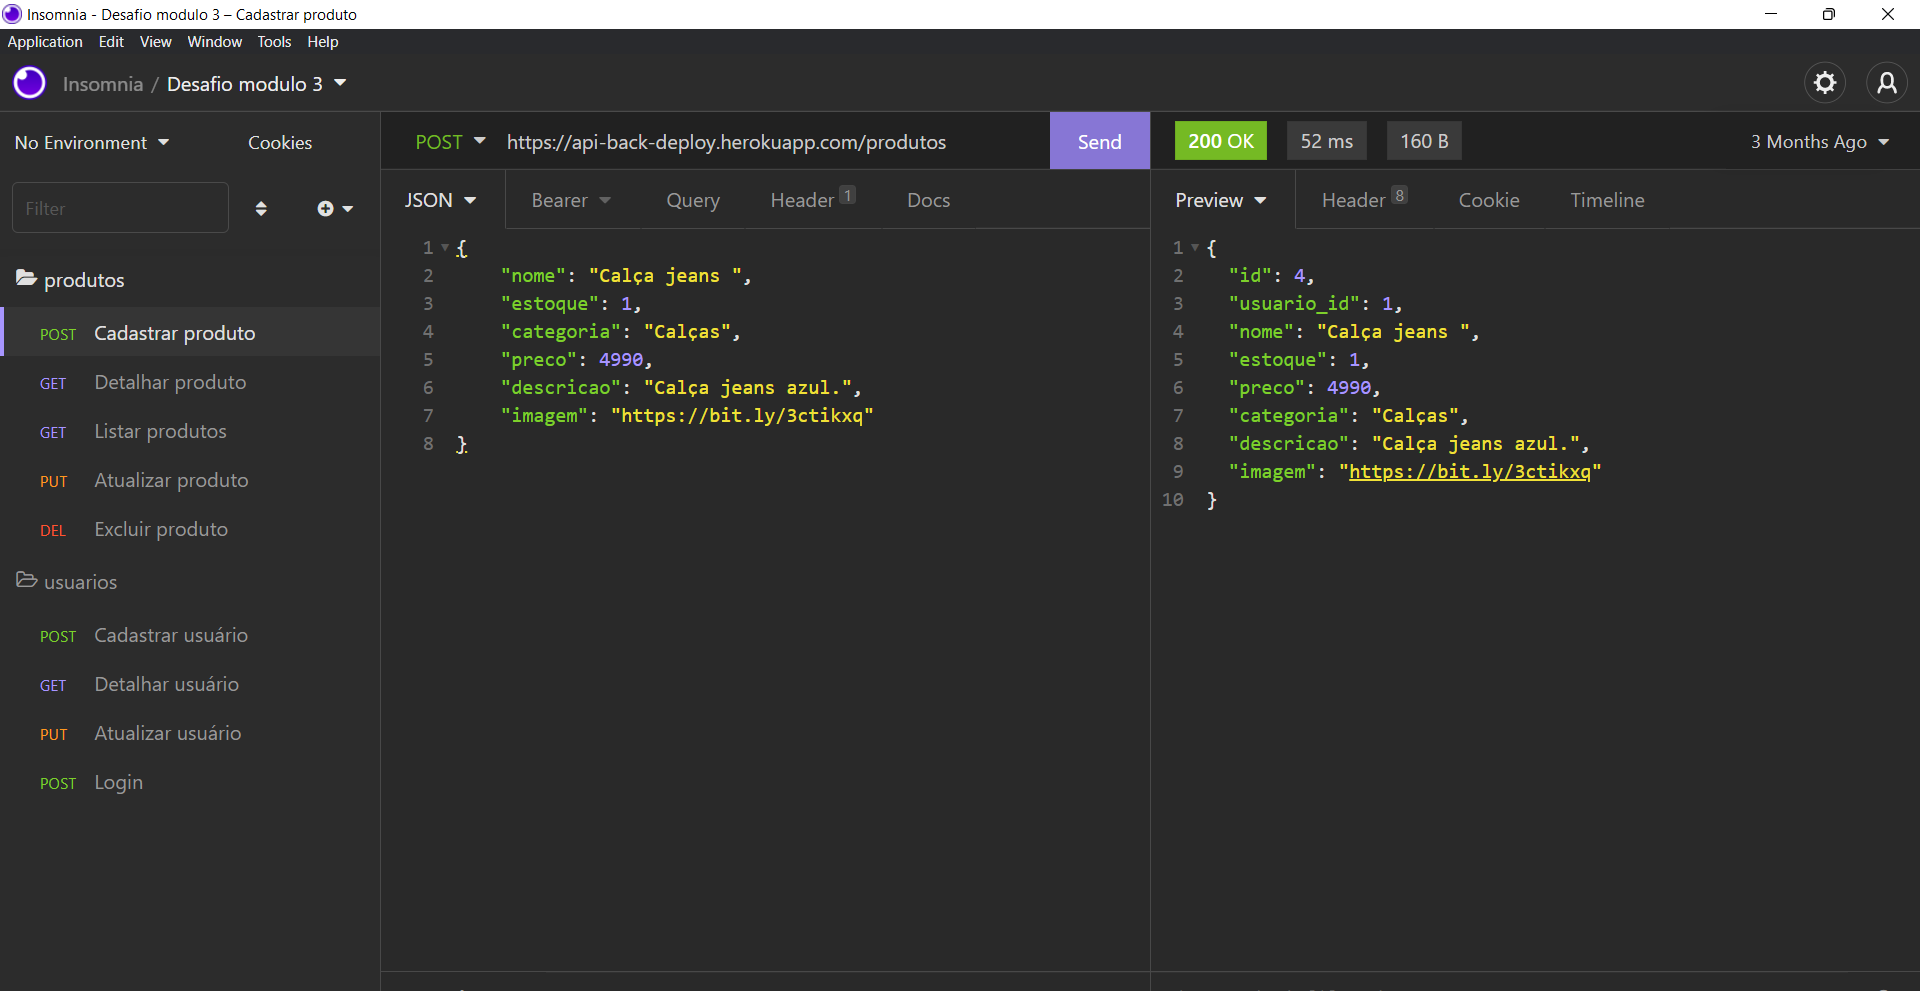 Insomnia - Desafio modulo 3 – Cadastrar produto
Application Edit View Window Tools Help
Insomnia / Desafio modulo 3
No Environment Cookies
Filter
produtos
POST Cadastrar produto
GET Detalhar produto
GET Listar produtos
PUT Atualizar produto
DEL Excluir produto
usuarios
POST Cadastrar usuário
GET Detalhar usuário
PUT Atualizar usuário
POST Login
POST https://api-back-deploy.herokuapp.com/produtos Send
JSON Bearer Query Header 1 Docs
1 {
2 "nome": "Calça jeans ",
3 "estoque": 1,
4 "categoria": "Calças",
5 "preco": 4990,
6 "descricao": "Calça jeans azul.",
7 "imagem": "https://bit.ly/3ctikxq"
8 }
200 OK 52 ms 160 B 3 Months Ago
Preview Header 8 Cookie Timeline
1 {
2 "id": 4,
3 "usuario_id": 1,
4 "nome": "Calça jeans ",
5 "estoque": 1,
6 "preco": 4990,
7 "categoria": "Calças",
8 "descricao": "Calça jeans azul.",
9 "imagem": "https://bit.ly/3ctikxq"
10 }